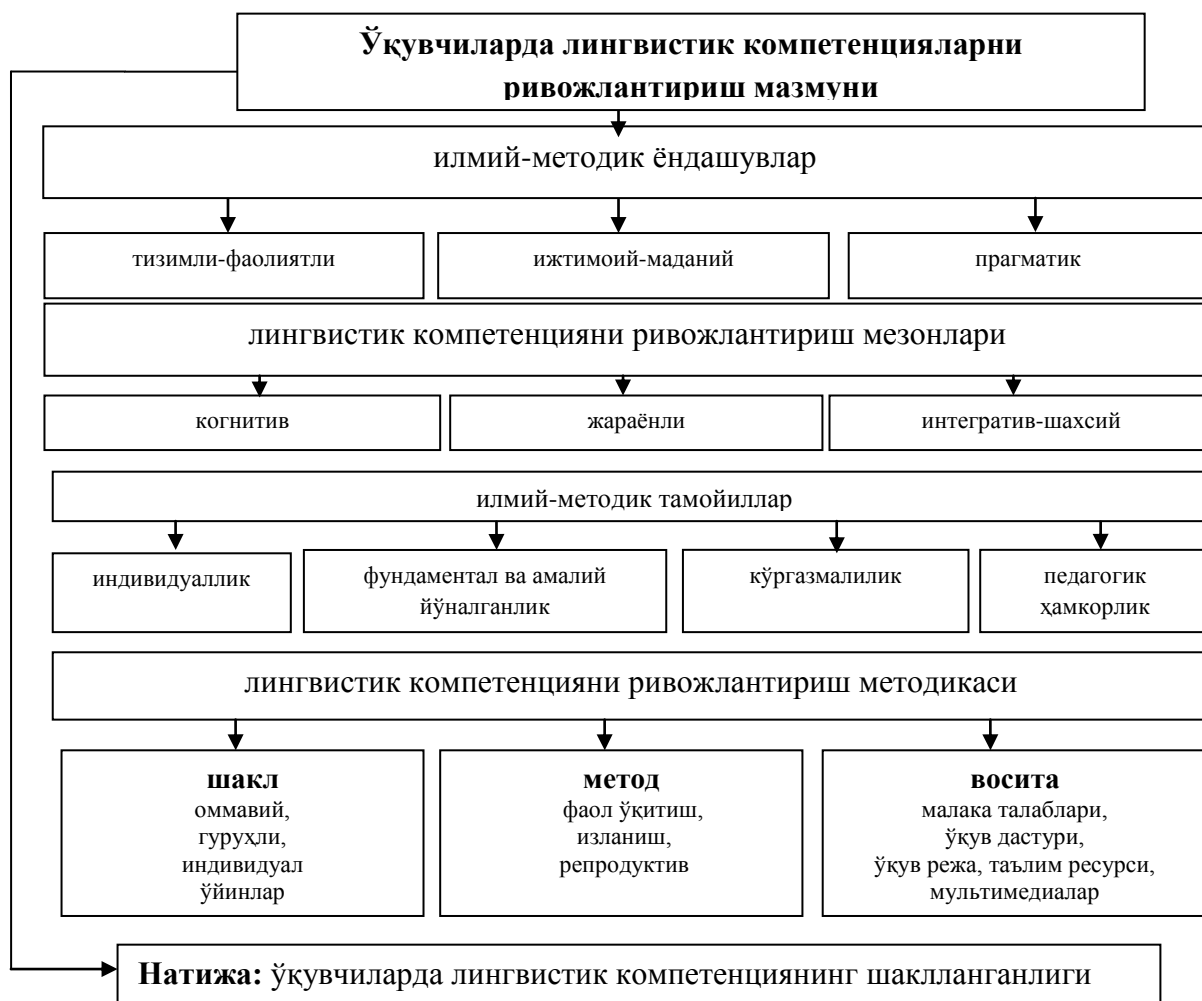 Ўқувчиларда лингвистик компетенцияларни
ривожлантириш мазмуни
илмий-методик ёндашувлар
тизимли-фаолиятли
ижтимоий-маданий
прагматик
лингвистик компетенцияни ривожлантириш мезонлари
когнитив
жараёнли
интегратив-шахсий
илмий-методик тамойиллар
индивидуаллик
фундаментал ва амалий
йўналганлик
кўргазмалилик
педагогик
ҳамкорлик
лингвистик компетенцияни ривожлантириш методикаси
шакл
оммавий,
гуруҳли,
индивидуал
ўйинлар
метод
фаол ўқитиш,
изланиш,
репродуктив
восита
малака талаблари,
ўқув дастури,
ўқув режа, таълим ресурси,
мультимедиалар
Натижа: ўқувчиларда лингвистик компетенциянинг шаклланганлиги